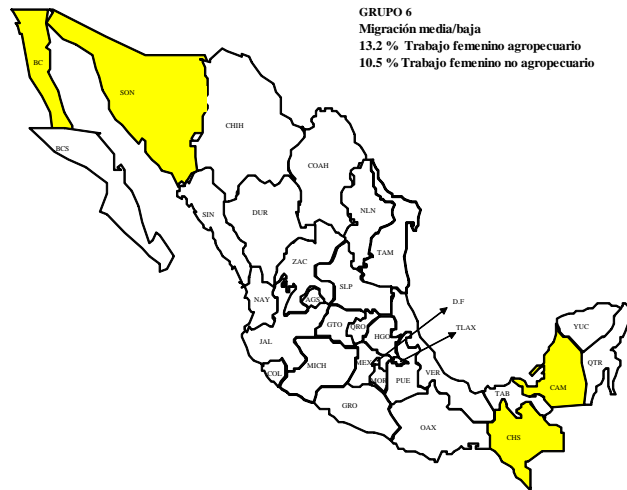 GRUPO 6
Migración media/baja
13.2 % Trabajo femenino agropecuario
10.5 % Trabajo femenino no agropecuario
BC
SON
CHIH
BCS
COAH
SIN
DUR
NLN
TAM
ZAC
SLP
NAY
AGS
D.F
TLAX
GTO
QRO
HGO
YUC
JAL
MEX
QTR
COL
MICH
MOR
PUE
VER
CAM
TAB
GRO
OAX
CHS